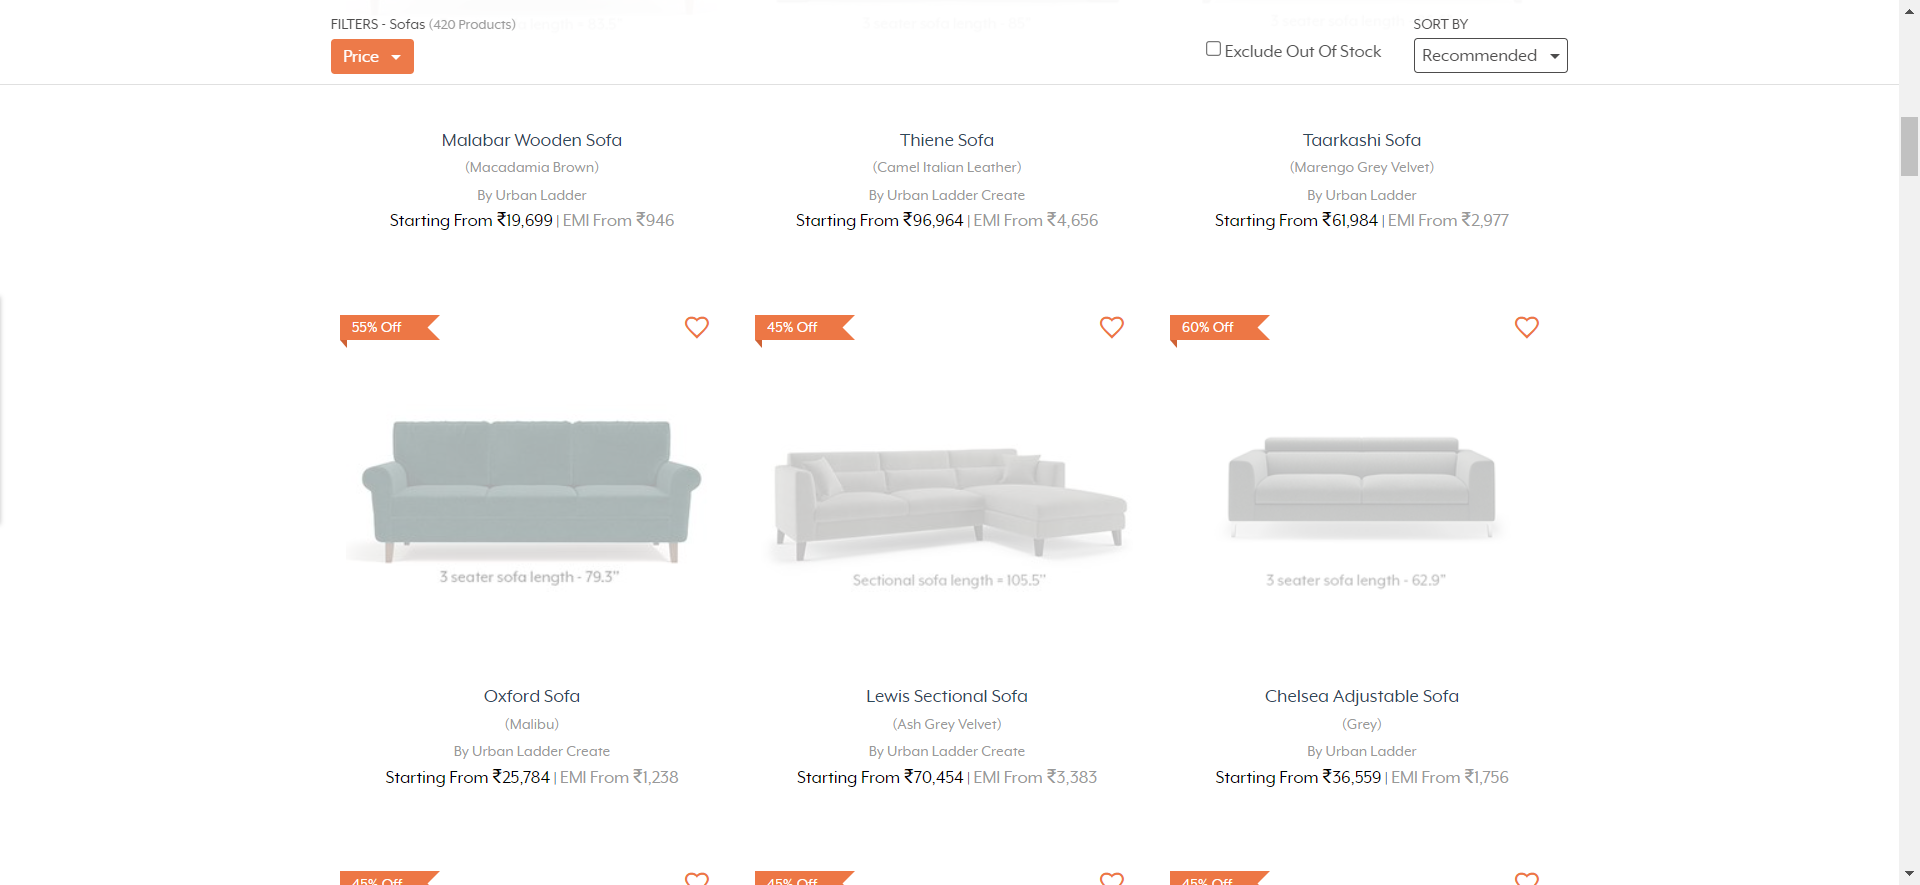 FILTERS - Sofas (420 Products)
SORT BY
Price
Exclude Out Of Stock
Recommended
Malabar Wooden Sofa
(Macadamia Brown)
By Urban Ladder
Starting From ₹19,699 | EMI From ₹946
Thiene Sofa
(Camel Italian Leather)
By Urban Ladder Create
Starting From ₹96,964 | EMI From ₹4,656
Taarkashi Sofa
(Marengo Grey Velvet)
By Urban Ladder
Starting From ₹61,984 | EMI From ₹2,977
55% Off
3 seater sofa length - 79.3"
Oxford Sofa
(Malibu)
By Urban Ladder Create
Starting From ₹25,784 | EMI From ₹1,238
45% Off
Sectional sofa length = 105.5"
Lewis Sectional Sofa
(Ash Grey Velvet)
By Urban Ladder Create
Starting From ₹70,454 | EMI From ₹3,383
60% Off
3 seater sofa length - 62.9"
Chelsea Adjustable Sofa
(Grey)
By Urban Ladder
Starting From ₹36,559 | EMI From ₹1,756
45% Off
45% Off
45% Off